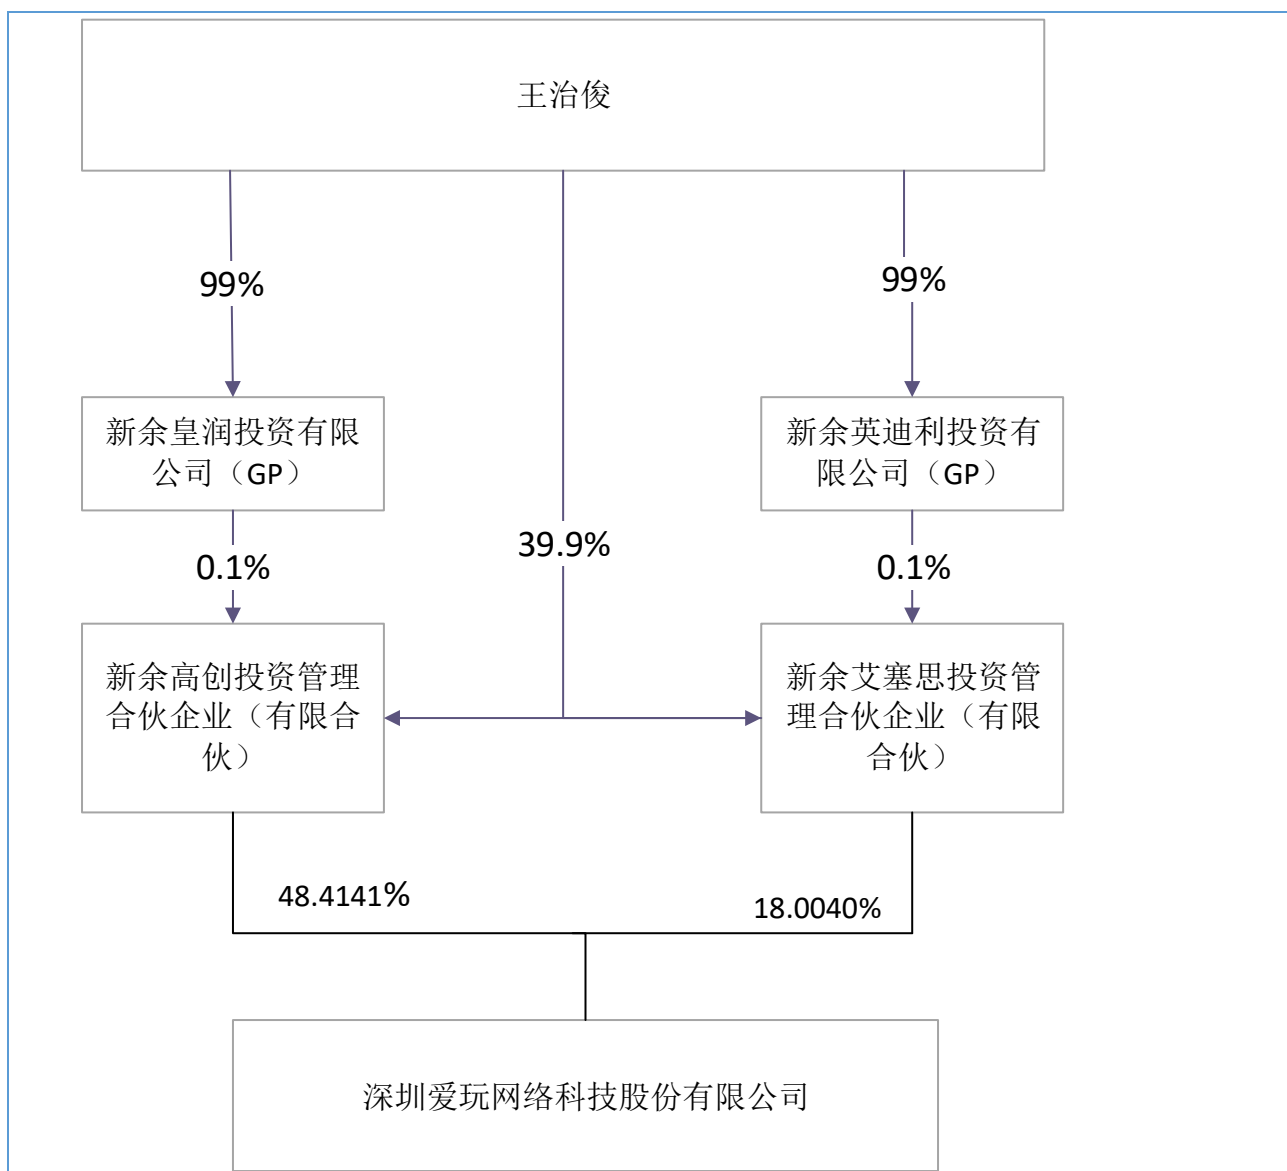 王治俊
99%
99%
新余皇润投资有限
公司（GP）
新余英迪利投资有
限公司（GP）
39.9%
0.1%
0.1%
新余高创投资管理
合伙企业（有限合
伙）
新余艾塞思投资管
理合伙企业（有限
合伙）
48.4141%
18.0040%
深圳爱玩网络科技股份有限公司